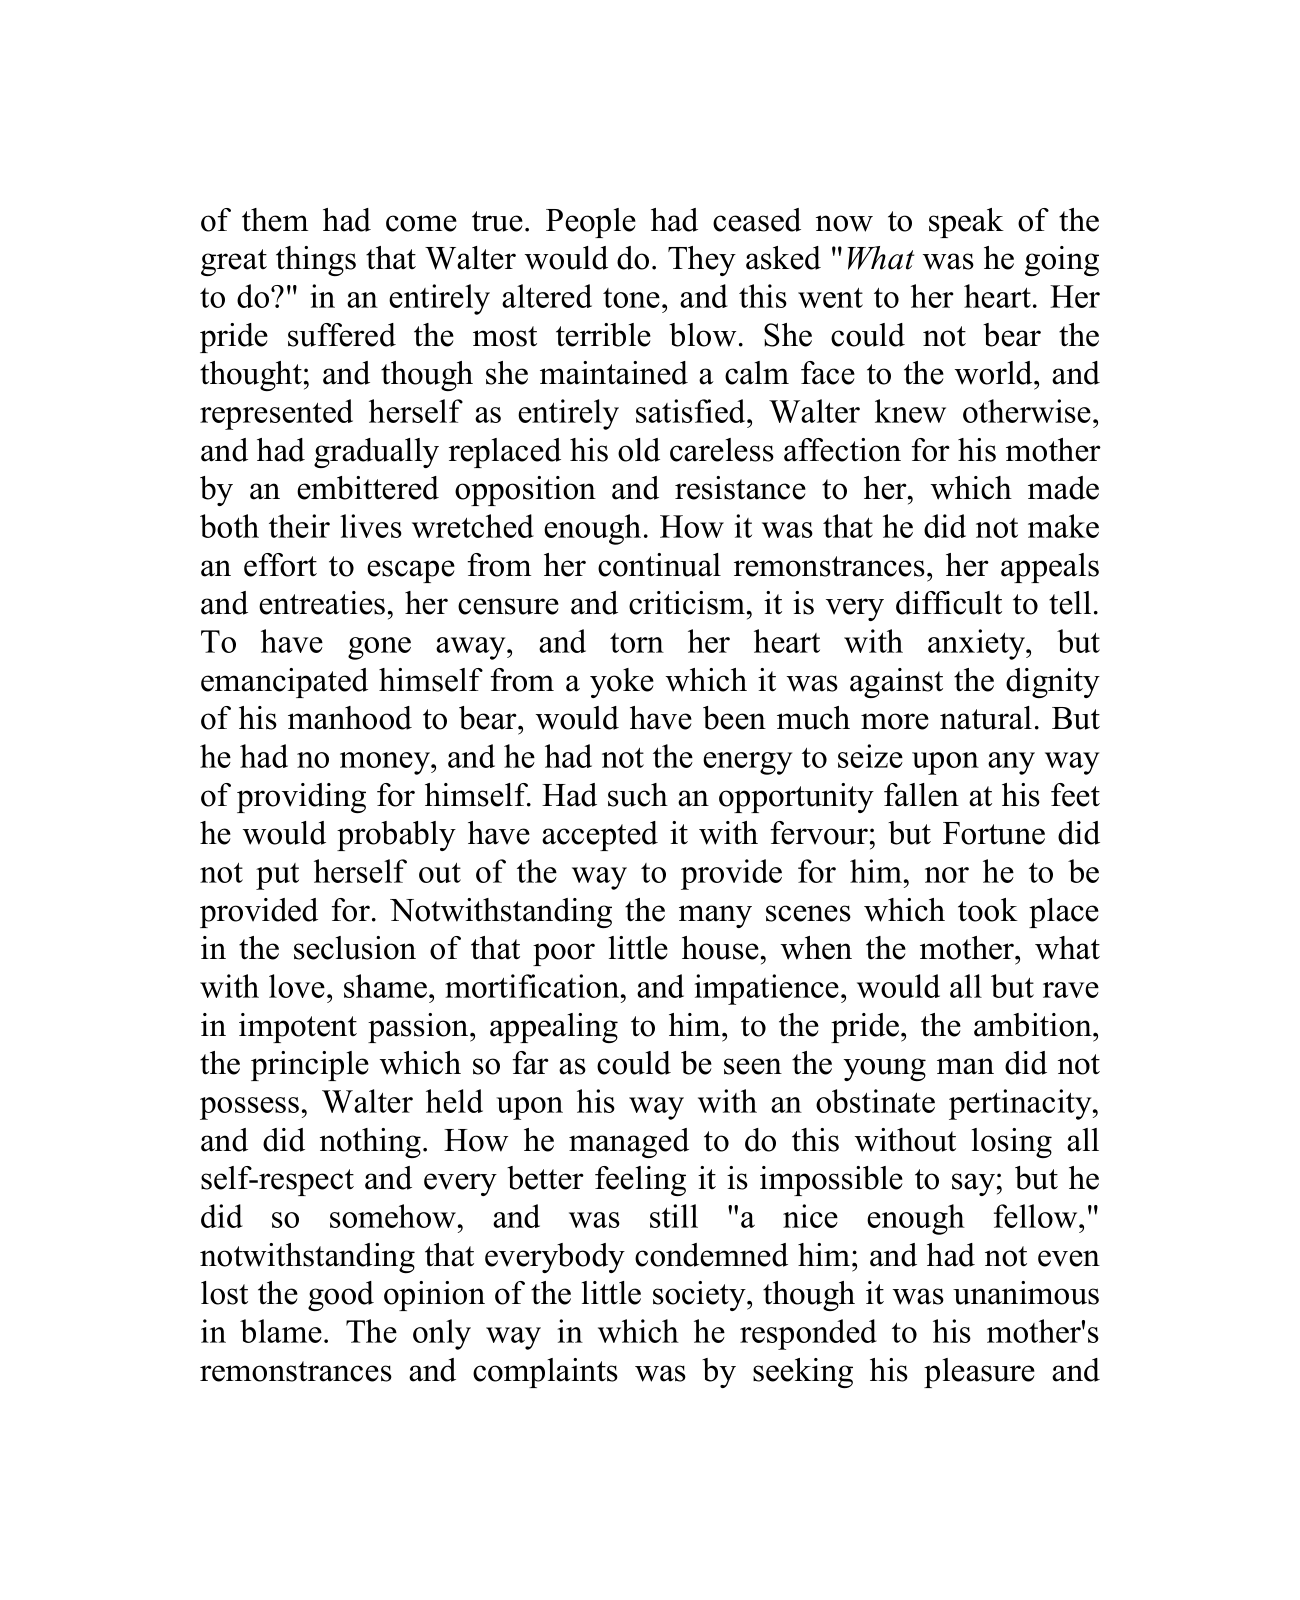 of them had come true. People had ceased now to speak of the
great things that Walter would do. They asked "What was he going
to do?" in an entirely altered tone, and this went to her heart. Her
pride suffered the most terrible blow. She could not bear the
thought; and though she maintained a calm face to the world, and
represented herself as entirely satisfied, Walter knew otherwise,
and had gradually replaced his old careless affection for his mother
by an embittered opposition and resistance to her, which made
both their lives wretched enough. How it was that he did not make
an effort to escape from her continual remonstrances, her appeals
and entreaties, her censure and criticism, it is very difficult to tell.
To have gone away, and torn her heart with anxiety, but
emancipated himself from a yoke which it was against the dignity
of his manhood to bear, would have been much more natural. But
he had no money, and he had not the energy to seize upon any way
of providing for himself. Had such an opportunity fallen at his feet
he would probably have accepted it with fervour; but Fortune did
not put herself out of the way to provide for him, nor he to be
provided for. Notwithstanding the many scenes which took place
in the seclusion of that poor little house, when the mother, what
with love, shame, mortification, and impatience, would all but rave
in impotent passion, appealing to him, to the pride, the ambition,
the principle which so far as could be seen the young man did not
possess, Walter held upon his way with an obstinate pertinacity,
and did nothing. How he managed to do this without losing all
self-respect and every better feeling it is impossible to say; but he
did so somehow, and was still "a nice enough fellow,"
notwithstanding that everybody condemned him; and had not even
lost the good opinion of the little society, though it was unanimous
in blame. The only way in which he responded to his mother's
remonstrances and complaints was by seeking his pleasure and